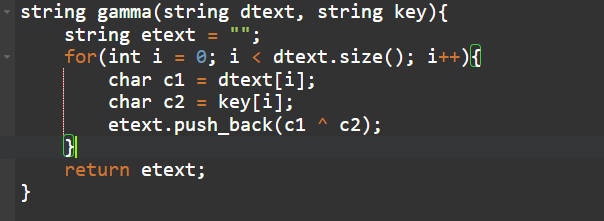 string gamma(string dtext, string key){
    string etext = "";
    for(int i = 0; i < dtext.size(); i++){
        char c1 = dtext[i];
        char c2 = key[i];
        etext.push_back(c1 ^ c2);
    }
    return etext;
}